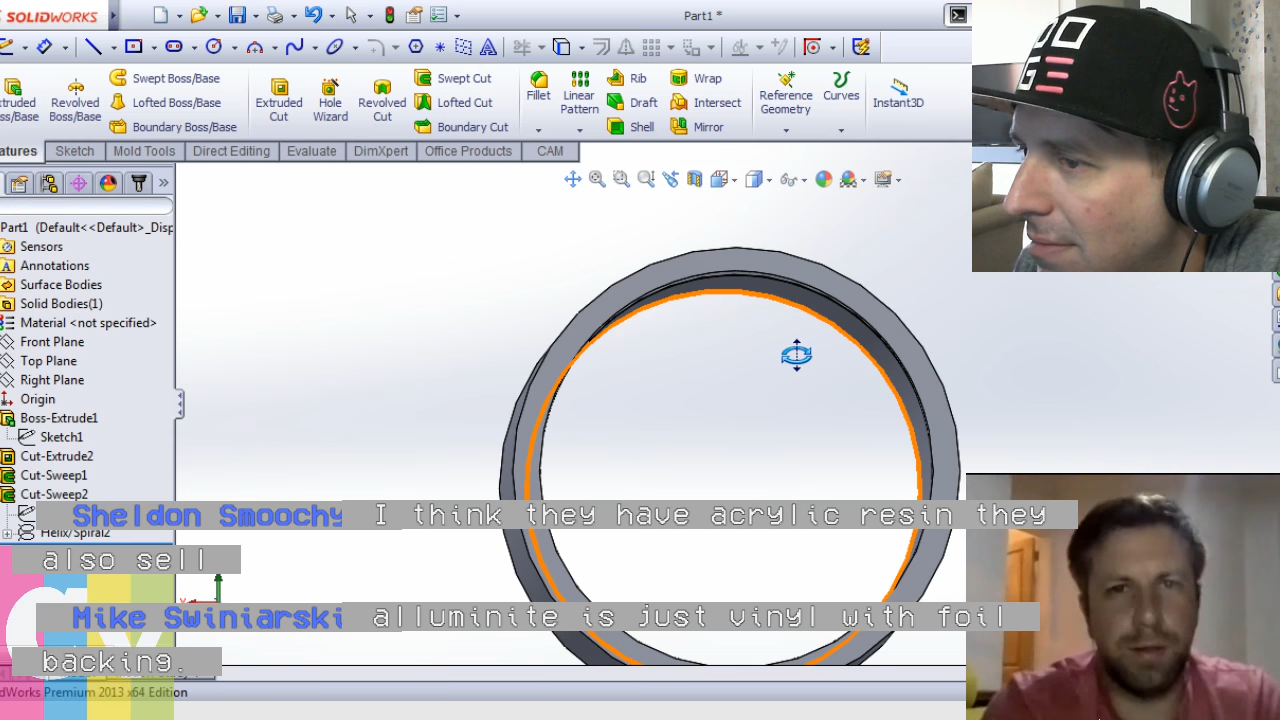 SOLIDWORKS
Part1 *
Swept Boss/Base
Lofted Boss/Base
Boundary Boss/Base
truded
ss/Base
Revolved
Boss/Base
Extruded
Cut
Hole
Wizard
Revolved
Cut
Swept Cut
Lofted Cut
Boundary Cut
Fillet
Linear
Pattern
Rib
Draft
Shell
Wrap
Intersect
Mirror
Reference
Geometry
Curves
Instant3D
atures
Sketch
Mold Tools
Direct Editing
Evaluate
DimXpert
Office Products
CAM
Part1 (Default<<Default>_Disp
Sensors
Annotations
Surface Bodies
Solid Bodies(1)
Material <not specified>
Front Plane
Top Plane
Right Plane
Origin
Boss-Extrude1
Sketch1
Cut-Extrude2
Cut-Sweep1
Cut-Sweep2
Helix/Spiral2
Sheldon Smoochy I think they have acrylic resin they
also sell
Mike Swiniarski alluminite is just vinyl with foil
backing.
dWorks Premium 2013 x64 Edition